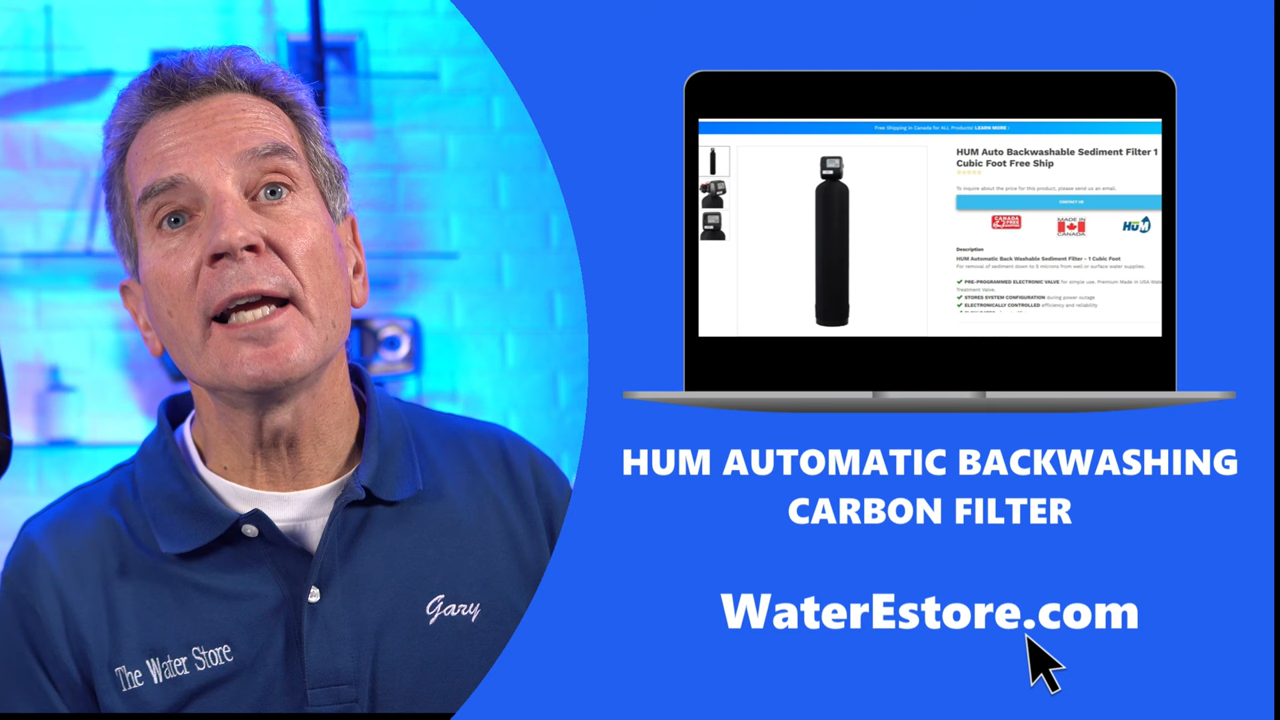 The Water Store
Gary
Free Shipping in Canada for ALL Products! LEARN MORE ›
HUM Auto Backwashable Sediment Filter 1
Cubic Foot Free Ship
To inquire about the price for this product, please send us an email.
CONTACT US
CANADA
FREE
MADE IN
CANADA
HUM
Description
HUM Automatic Back Washable Sediment Filter - 1 Cubic Foot
For removal of sediment down to 5 microns from well or surface water supplies.
PRE-PROGRAMMED ELECTRONIC VALVE for simple use. Premium Made in USA
Treatment Valve.
STORES SYSTEM CONFIGURATION during power outage
ELECTRONICALLY CONTROLLED efficiency and reliability
HUM AUTOMATIC BACKWASHING
CARBON FILTER
WaterEstore.com